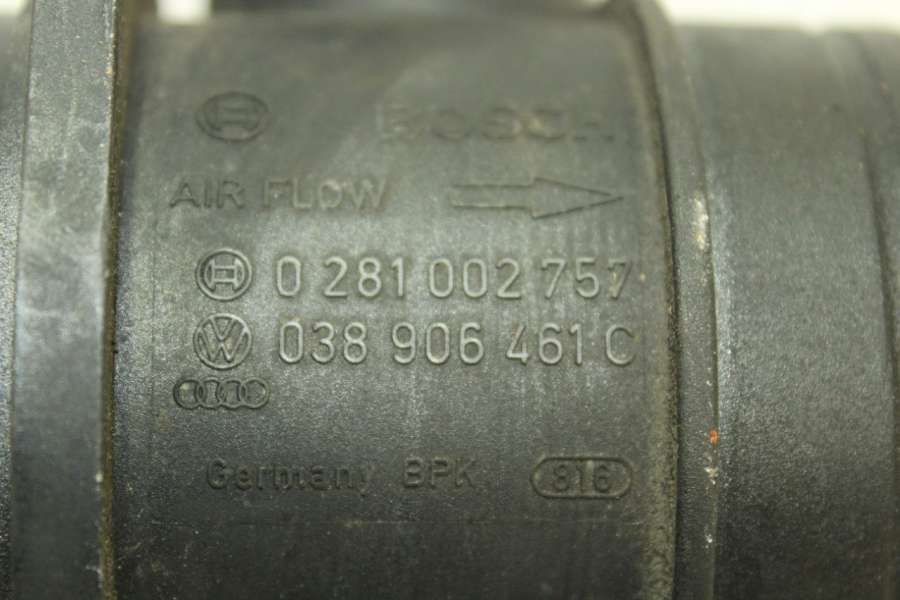 BOSCH
AIR FLOW
0 281 002 757
038 906 461 C
Germany BPK 816